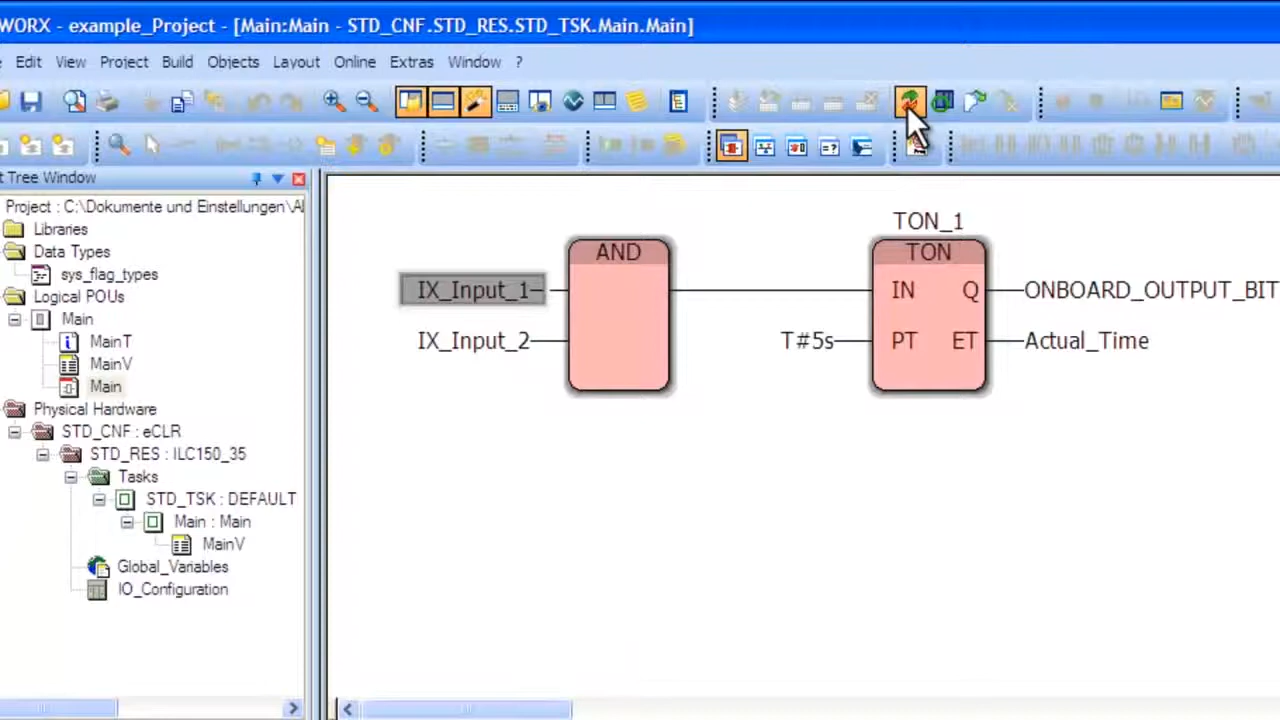 WORX - example_Project - [Main:Main - STD_CNF.STD_RES.STD_TSK.Main.Main]
Edit View Project Build Objects Layout Online Extras Window ?
t Tree Window
Project : C:\Dokumente und Einstellungen\Al
Libraries
Data Types
sys_flag_types
Logical POUs
Main
MainT
MainV
Main
Physical Hardware
STD_CNF : eCLR
STD_RES : ILC150_35
Tasks
STD_TSK : DEFAULT
Main : Main
MainV
Global_Variables
IO_Configuration
TON_1
AND
TON
IX_Input_1
IN
Q
ONBOARD_OUTPUT_BIT
IX_Input_2
T#5s
PT
ET
Actual_Time